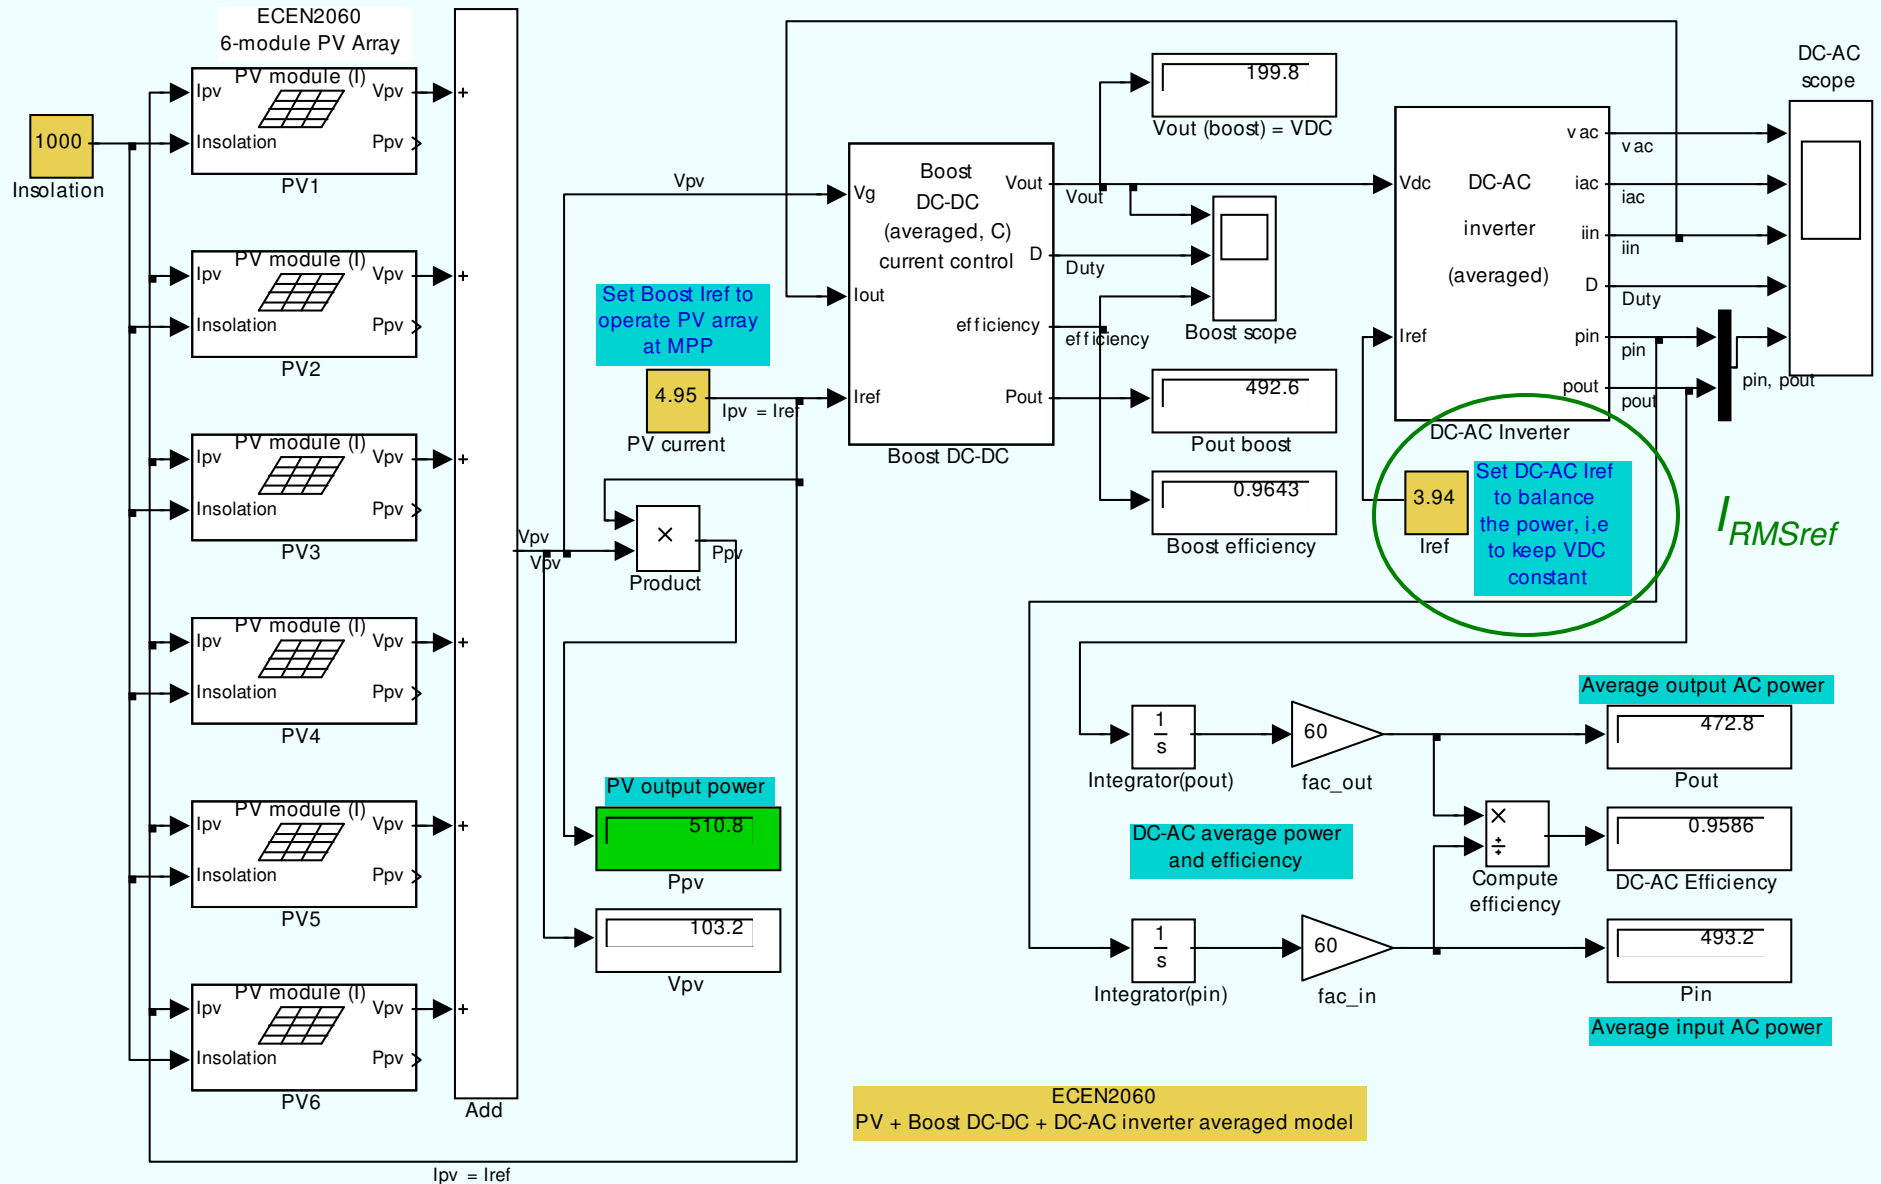 ECEN2060
6-module PV Array
PV module (I)
Ipv
Vpv
Insolation
Ppv
PV1
1000
Insolation
PV module (I)
Ipv
Vpv
Insolation
Ppv
PV2
PV module (I)
Ipv
Vpv
Insolation
Ppv
PV3
PV module (I)
Ipv
Vpv
Insolation
Ppv
PV4
PV module (I)
Ipv
Vpv
Insolation
Ppv
PV5
PV module (I)
Ipv
Vpv
Insolation
Ppv
PV6
+
+
+
+
+
+
Add
Ipv = Iref
Vpv
Vpv
Vpv
Set Boost Iref to
operate PV array
at MPP
4.95
PV current
Ipv = Iref
×
Product
Ppv
PV output power
510.8
Ppv
103.2
Vpv
Boost
DC-DC
(averaged, C)
current control
Vg
Iout
Iref
Vout
D
efficiency
Pout
Boost DC-DC
Vout
Duty
efficiency
199.8
Vout (boost) = VDC
Boost scope
492.6
Pout boost
0.9643
Boost efficiency
DC-AC
inverter
(averaged)
Vdc
Iref
vac
iac
iin
D
pin
pout
DC-AC Inverter
vac
iac
iin
Duty
pin
pout
pin, pout
DC-AC
scope
3.94
Iref
Set DC-AC Iref
to balance
the power, i,e
to keep VDC
constant
IRMSref
1
s
Integrator(pout)
60
fac_out
Average output AC power
472.8
Pout
DC-AC average power
and efficiency
×
÷
Compute
efficiency
0.9586
DC-AC Efficiency
1
s
Integrator(pin)
60
fac_in
493.2
Pin
Average input AC power
ECEN2060
PV + Boost DC-DC + DC-AC inverter averaged model